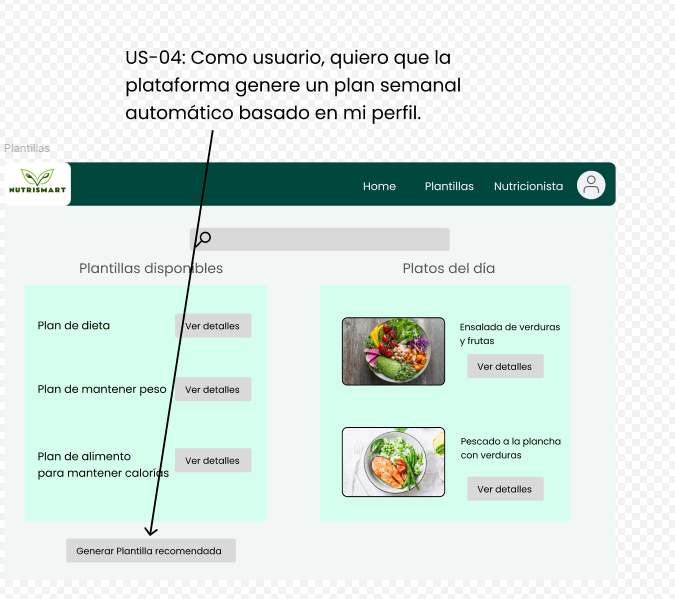 US-04: Como usuario, quiero que la
plataforma genere un plan semanal
automático basado en mi perfil.
Plantillas
NUTRISMART
Home
Plantillas
Nutricionista
Plantillas disponibles
Plan de dieta
Ver detalles
Plan de mantener peso
Ver detalles
Plan de alimento
para mantener calorías
Ver detalles
Generar Plantilla recomendada
Platos del día
Ensalada de verduras
y frutas
Ver detalles
Pescado a la plancha
con verduras
Ver detalles